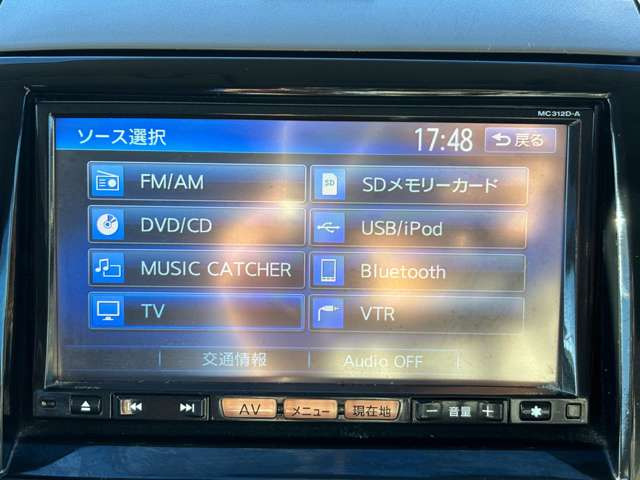 MC312D-A
ソース選択 17:48 戻る
FM/AM SD SDメモリーカード
DVD/CD USB/iPod
MUSIC CATCHER Bluetooth
TV VTR
交通情報 Audio OFF
AV メニュー 現在地 − 音量 +